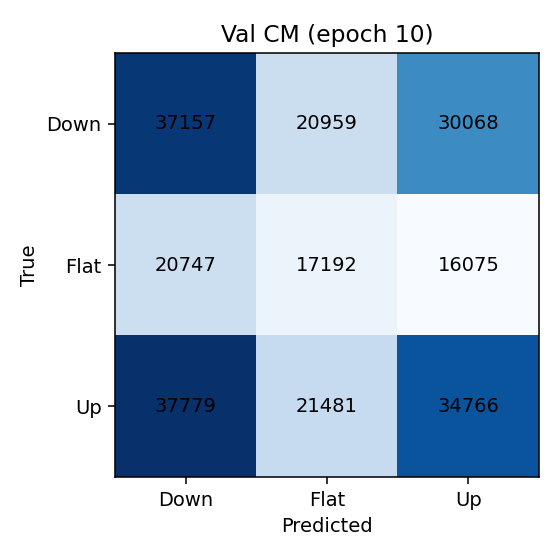 Val CM (epoch 10)
Down 37157 20959 30068
Flat 20747 17192 16075
Up 37779 21481 34766
Down Flat Up
Predicted
True